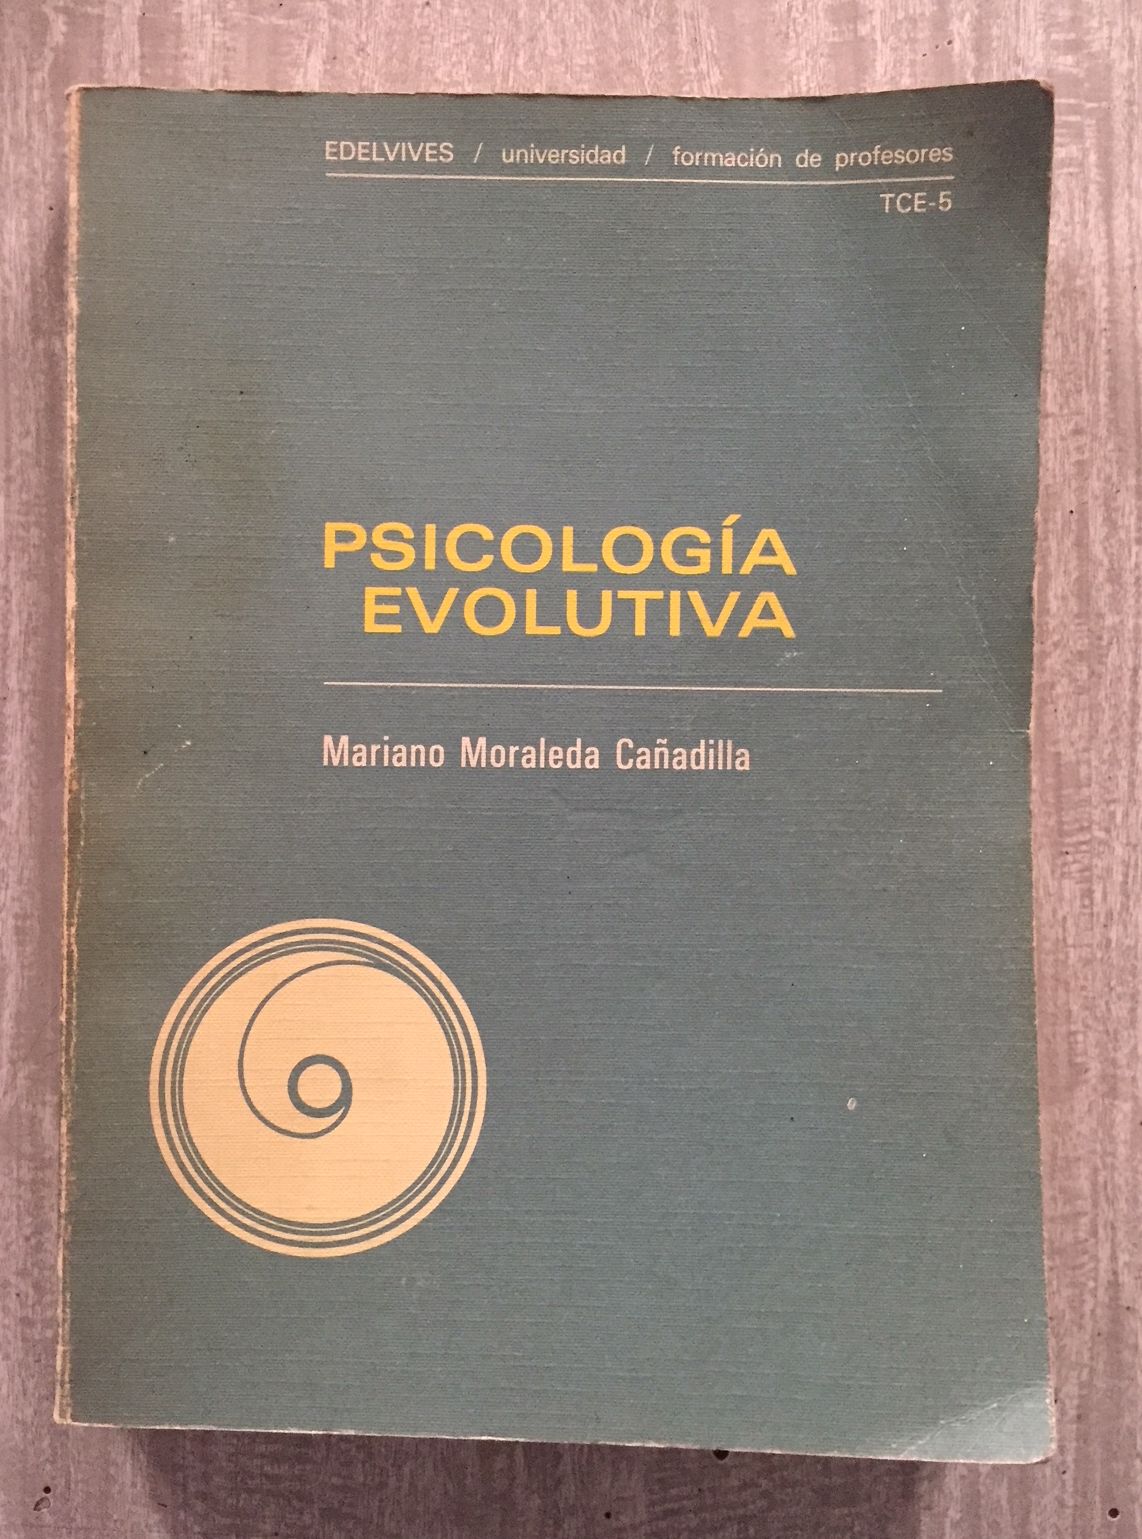 EDELVIVES / universidad / formación de profesores
TCE-5
PSICOLOGÍA
EVOLUTIVA
Mariano Moraleda Cañadilla